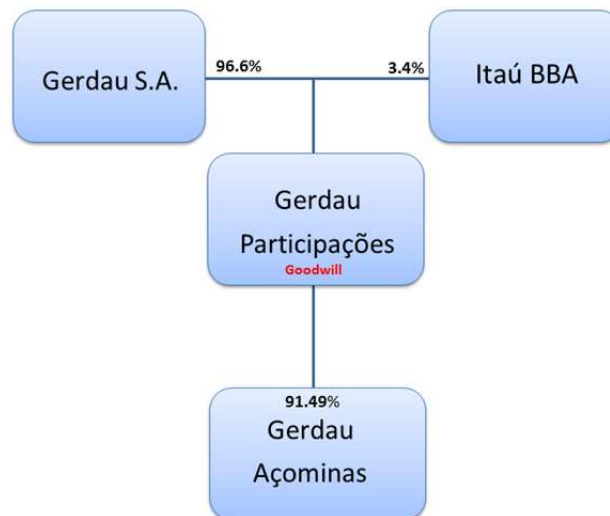 Gerdau S.A.
96.6%
3.4%
Itaú BBA
Gerdau
Participações
Goodwill
91.49%
Gerdau
Açominas